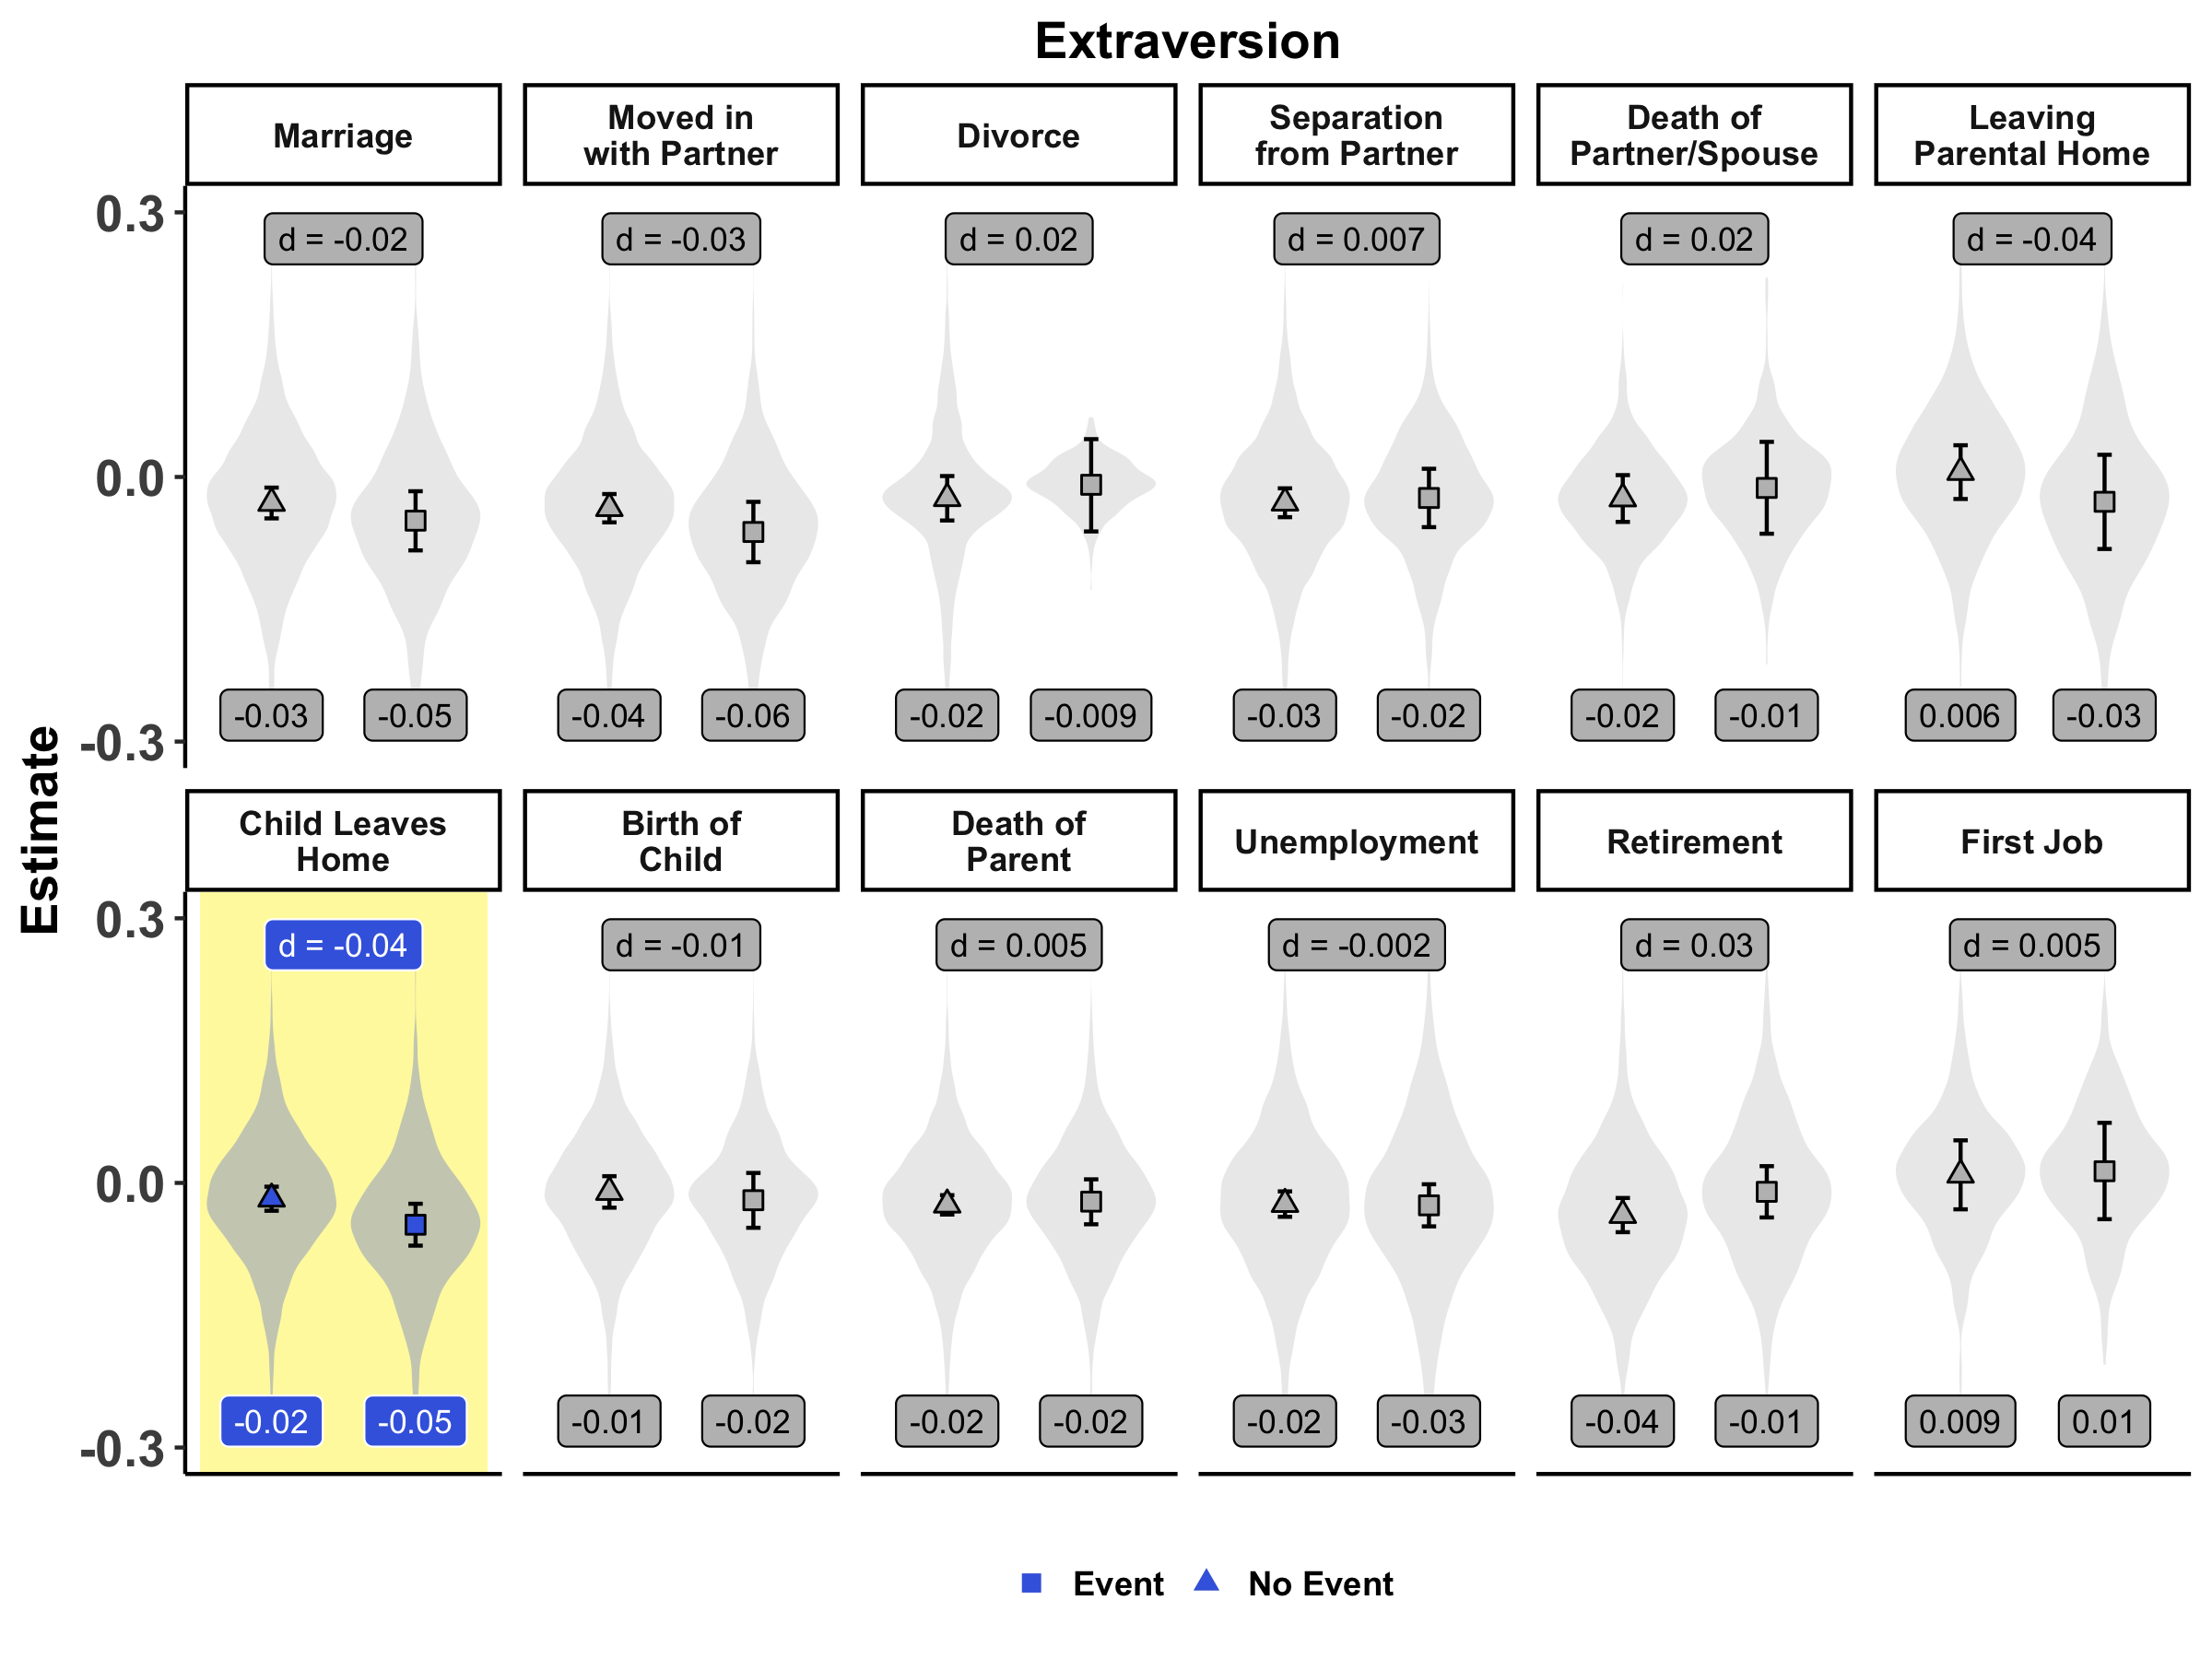 Extraversion
Marriage
Moved in
with Partner
Divorce
Separation
from Partner
Death of
Partner/Spouse
Leaving
Parental Home
0.3
d = -0.02
d = -0.03
d = 0.02
d = 0.007
d = 0.02
d = -0.04
0.0
-0.03
-0.05
-0.04
-0.06
-0.02
-0.009
-0.03
-0.02
-0.02
-0.01
0.006
-0.03
-0.3
Estimate
Child Leaves
Home
Birth of
Child
Death of
Parent
Unemployment
Retirement
First Job
0.3
d = -0.04
d = -0.01
d = 0.005
d = -0.002
d = 0.03
d = 0.005
0.0
-0.02
-0.05
-0.01
-0.02
-0.02
-0.02
-0.02
-0.03
-0.04
-0.01
0.009
0.01
-0.3
Event
No Event